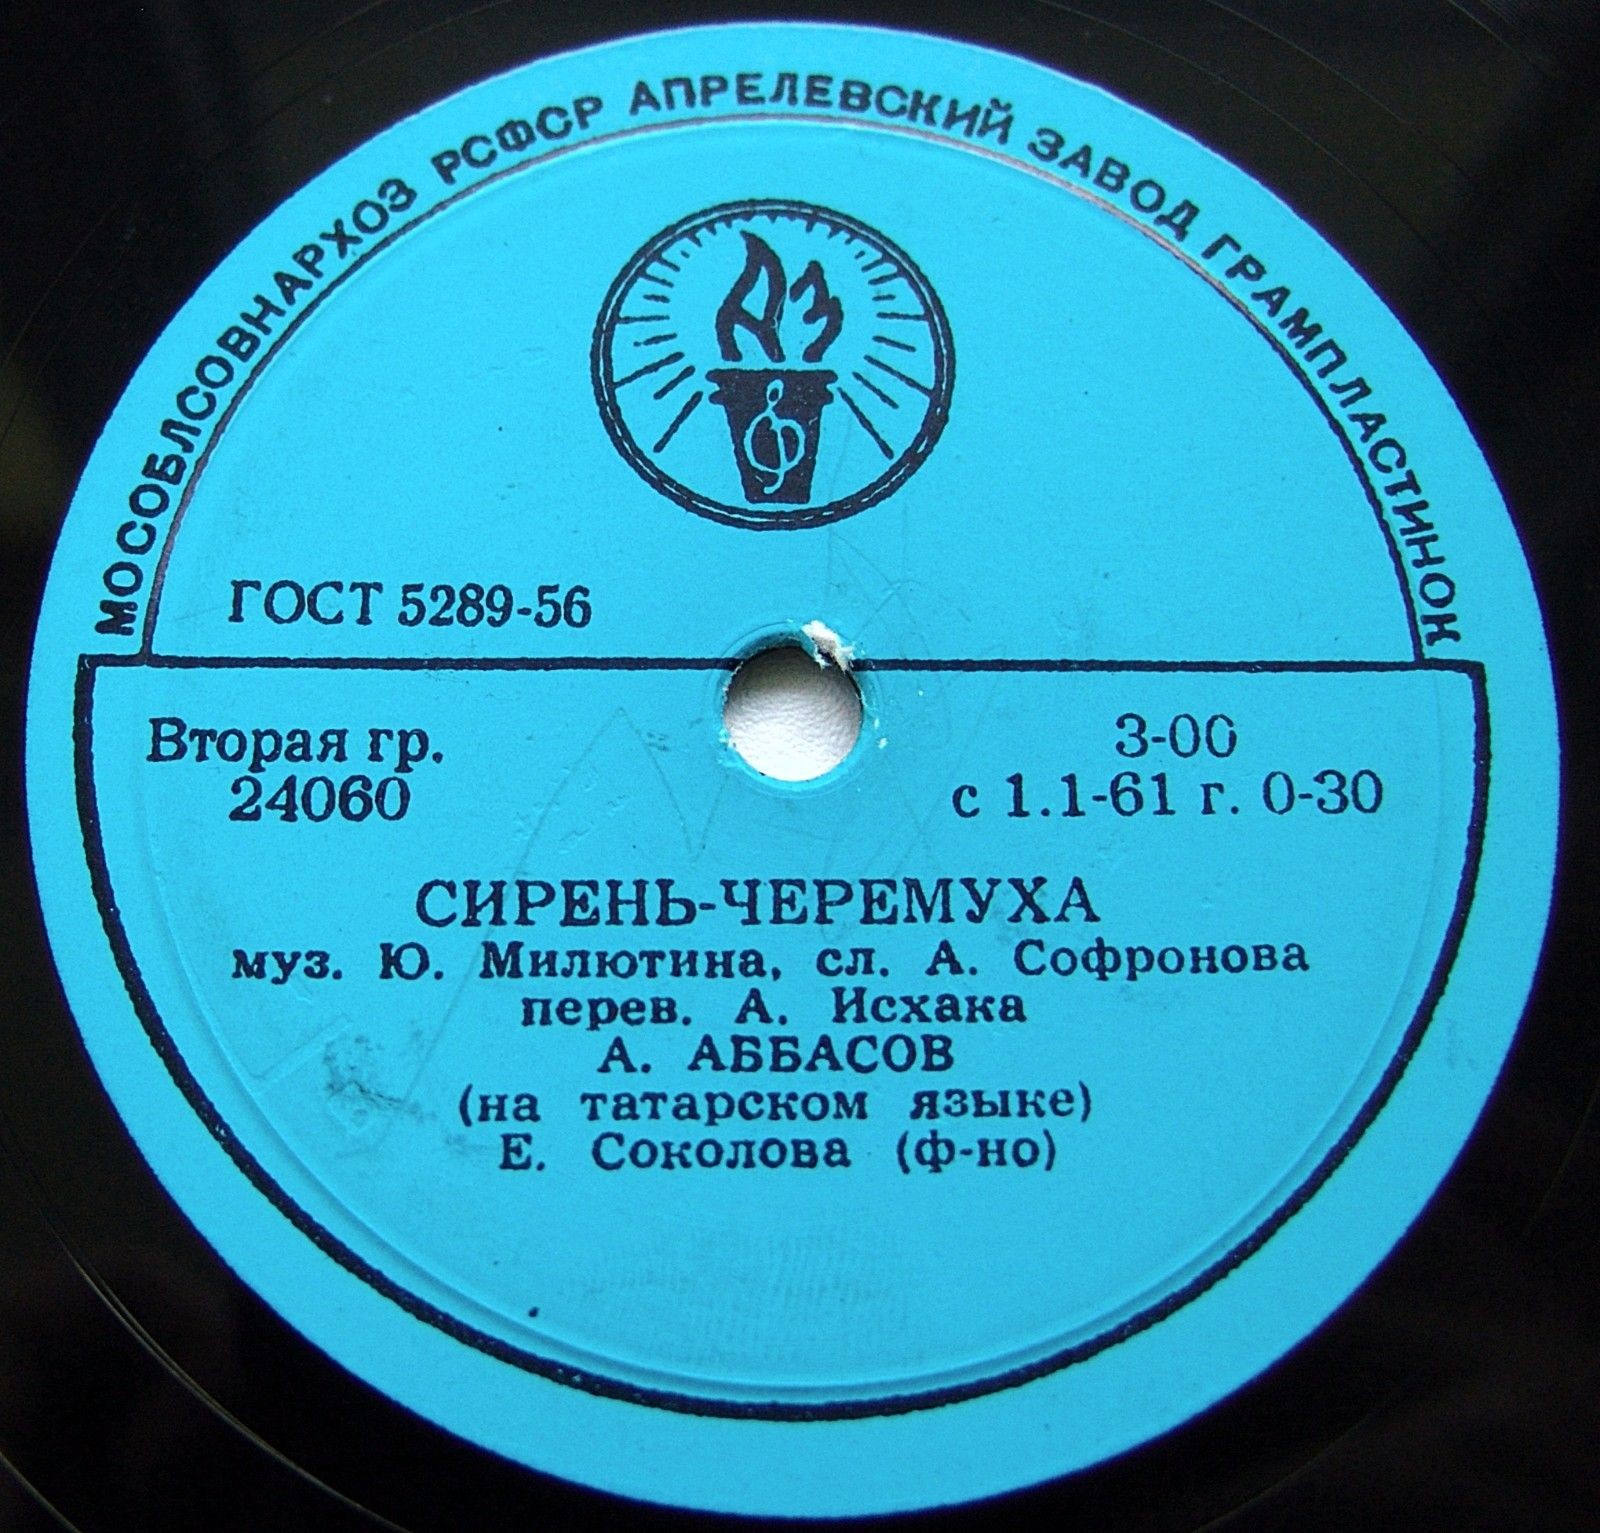 МОСОБЛСОВНАРХОЗ РСФСР АПРЕЛЕВСКИЙ ЗАВОД ГРАМПЛАСТИНОК
АЗ
ГОСТ 5289-56
Вторая гр.
24060
3-00
с 1.1-61 г. 0-30
СИРЕНЬ-ЧЕРЕМУХА
муз. Ю. Милютина, сл. А. Софронова
перев. А. Исхака
А. АББАСОВ
(на татарском языке)
Е. Соколова (ф-но)